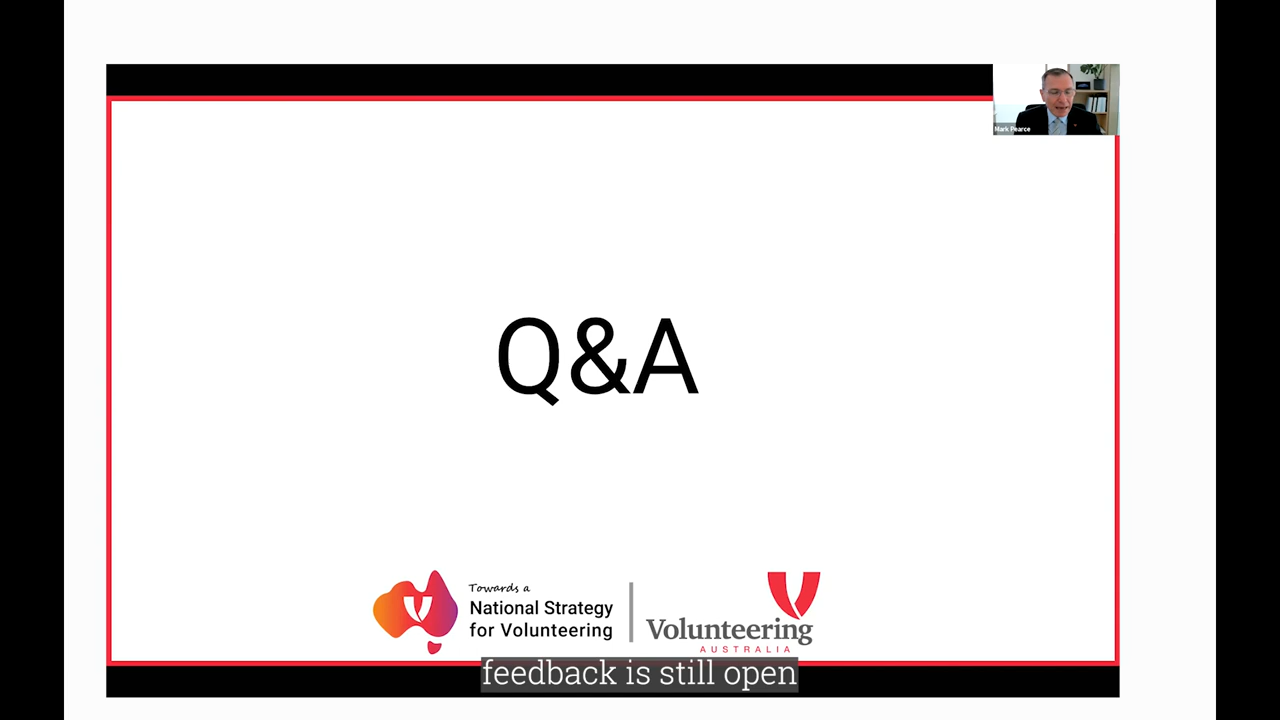 Mark Pearce
Q&A
Towards a
National Strategy
for Volunteering
Volunteering
AUSTRALIA
feedback is still open